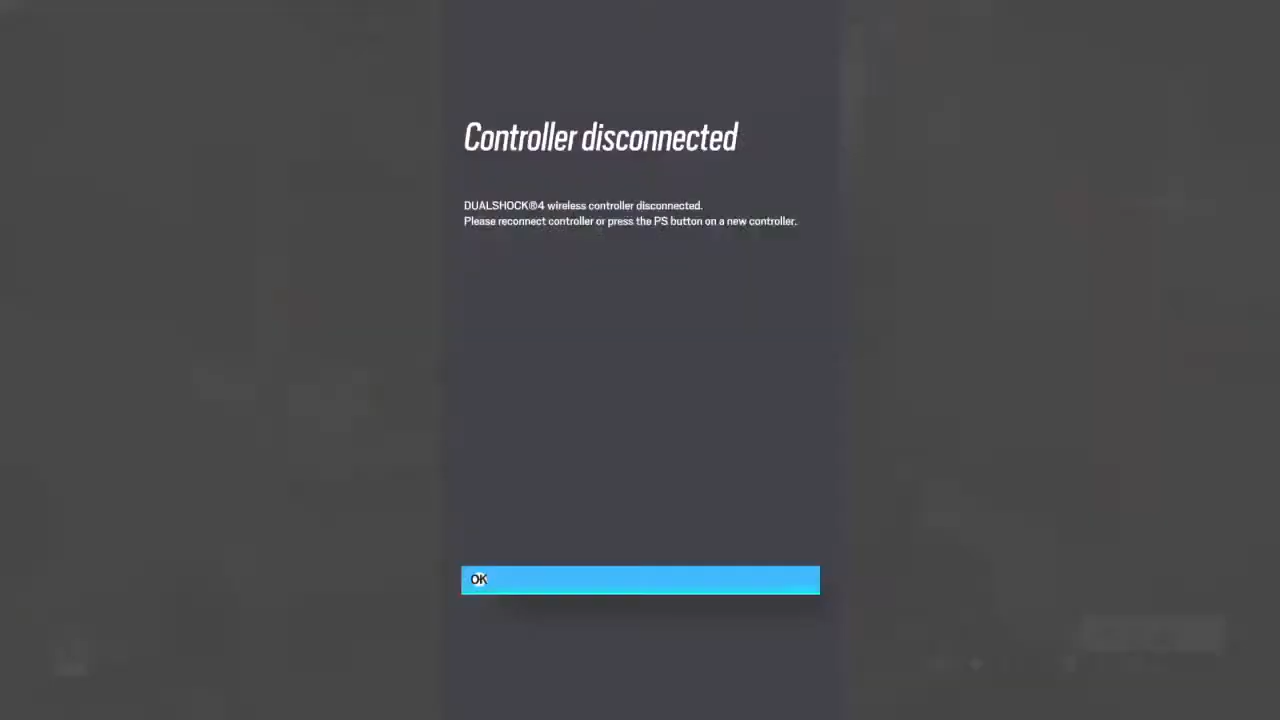 Controller disconnected
DUALSHOCK®4 wireless controller disconnected.
Please reconnect controller or press the PS button on a new controller.
OK